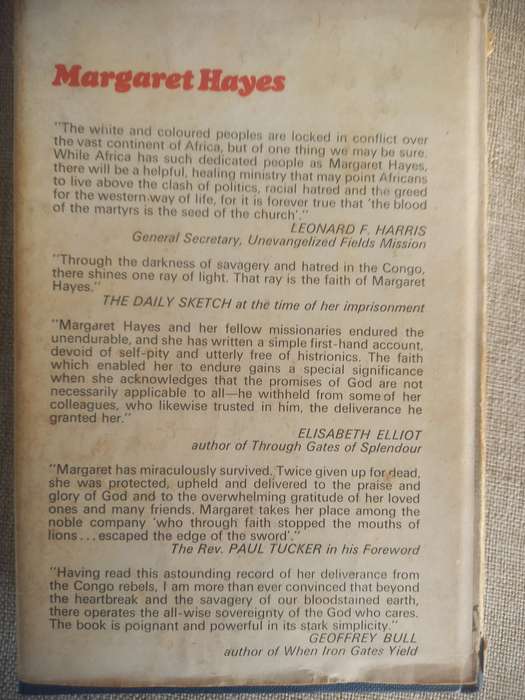 Margaret Hayes
"The white and coloured peoples are locked in conflict over
the vast continent of Africa, but of one thing we may be sure.
While Africa has such dedicated people as Margaret Hayes,
there will be a helpful, healing ministry that may point Africans
to live above the clash of politics, racial hatred and the greed
for the western way of life, for it is forever true that 'the blood
of the martyrs is the seed of the church'."
LEONARD F. HARRIS
General Secretary, Unevangelized Fields Mission
"Through the darkness of savagery and hatred in the Congo,
there shines one ray of light. That ray is the faith of Margaret
Hayes."
THE DAILY SKETCH at the time of her imprisonment
"Margaret Hayes and her fellow missionaries endured the
unendurable, and she has written a simple first-hand account,
devoid of self-pity and utterly free of histrionics. The faith
which enabled her to endure gains a special significance
when she acknowledges that the promises of God are not
necessarily applicable to all—he withheld from some of her
colleagues, who likewise trusted in him, the deliverance he
granted her."
ELISABETH ELLIOT
author of Through Gates of Splendour
"Margaret has miraculously survived. Twice given up for dead,
she was protected, upheld and delivered to the praise and
glory of God and to the overwhelming gratitude of her loved
ones and many friends. Margaret takes her place among the
noble company 'who through faith stopped the mouths of
lions... escaped the edge of the sword'."
The Rev. PAUL TUCKER in his Foreword
"Having read this astounding record of her deliverance from
the Congo rebels, I am more than ever convinced that beyond
the heartbreak and the savagery of our bloodstained earth,
there operates the all-wise sovereignty of the God who cares.
The book is poignant and powerful in its stark simplicity."
GEOFFREY BULL
author of When Iron Gates Yield